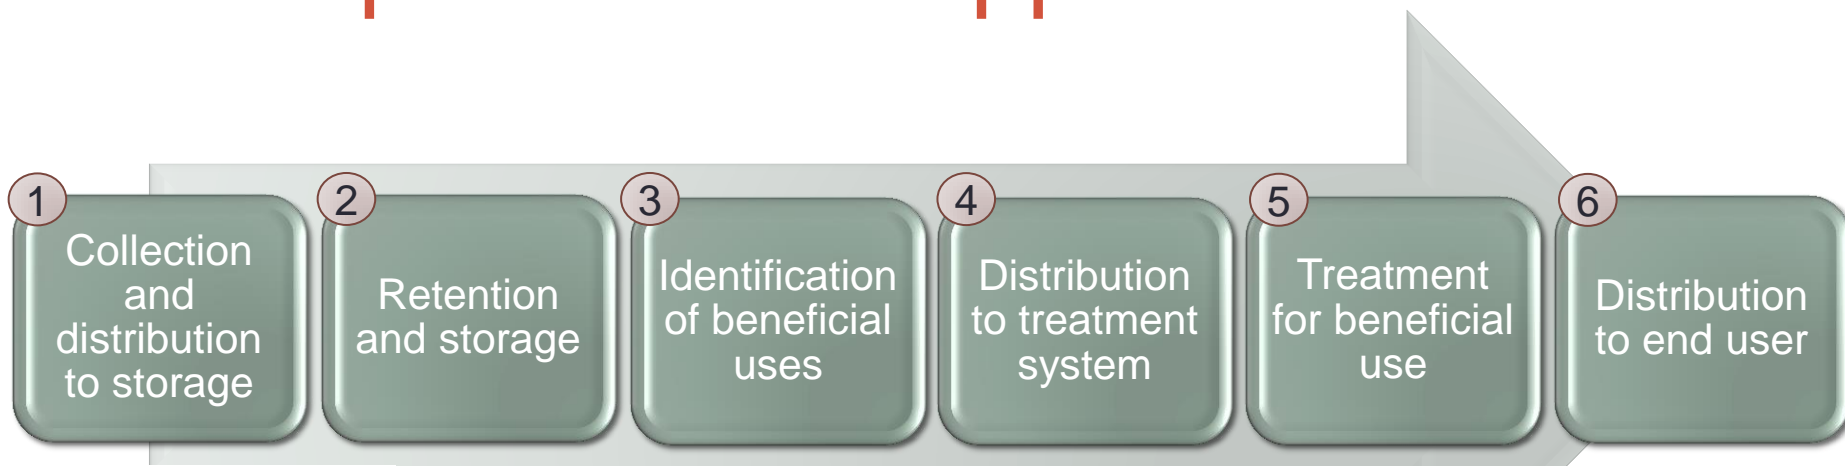 1
Collection
and
distribution
to storage
2
Retention
and storage
3
Identification
of beneficial
uses
4
Distribution
to treatment
system
5
Treatment
for beneficial
use
6
Distribution
to end user